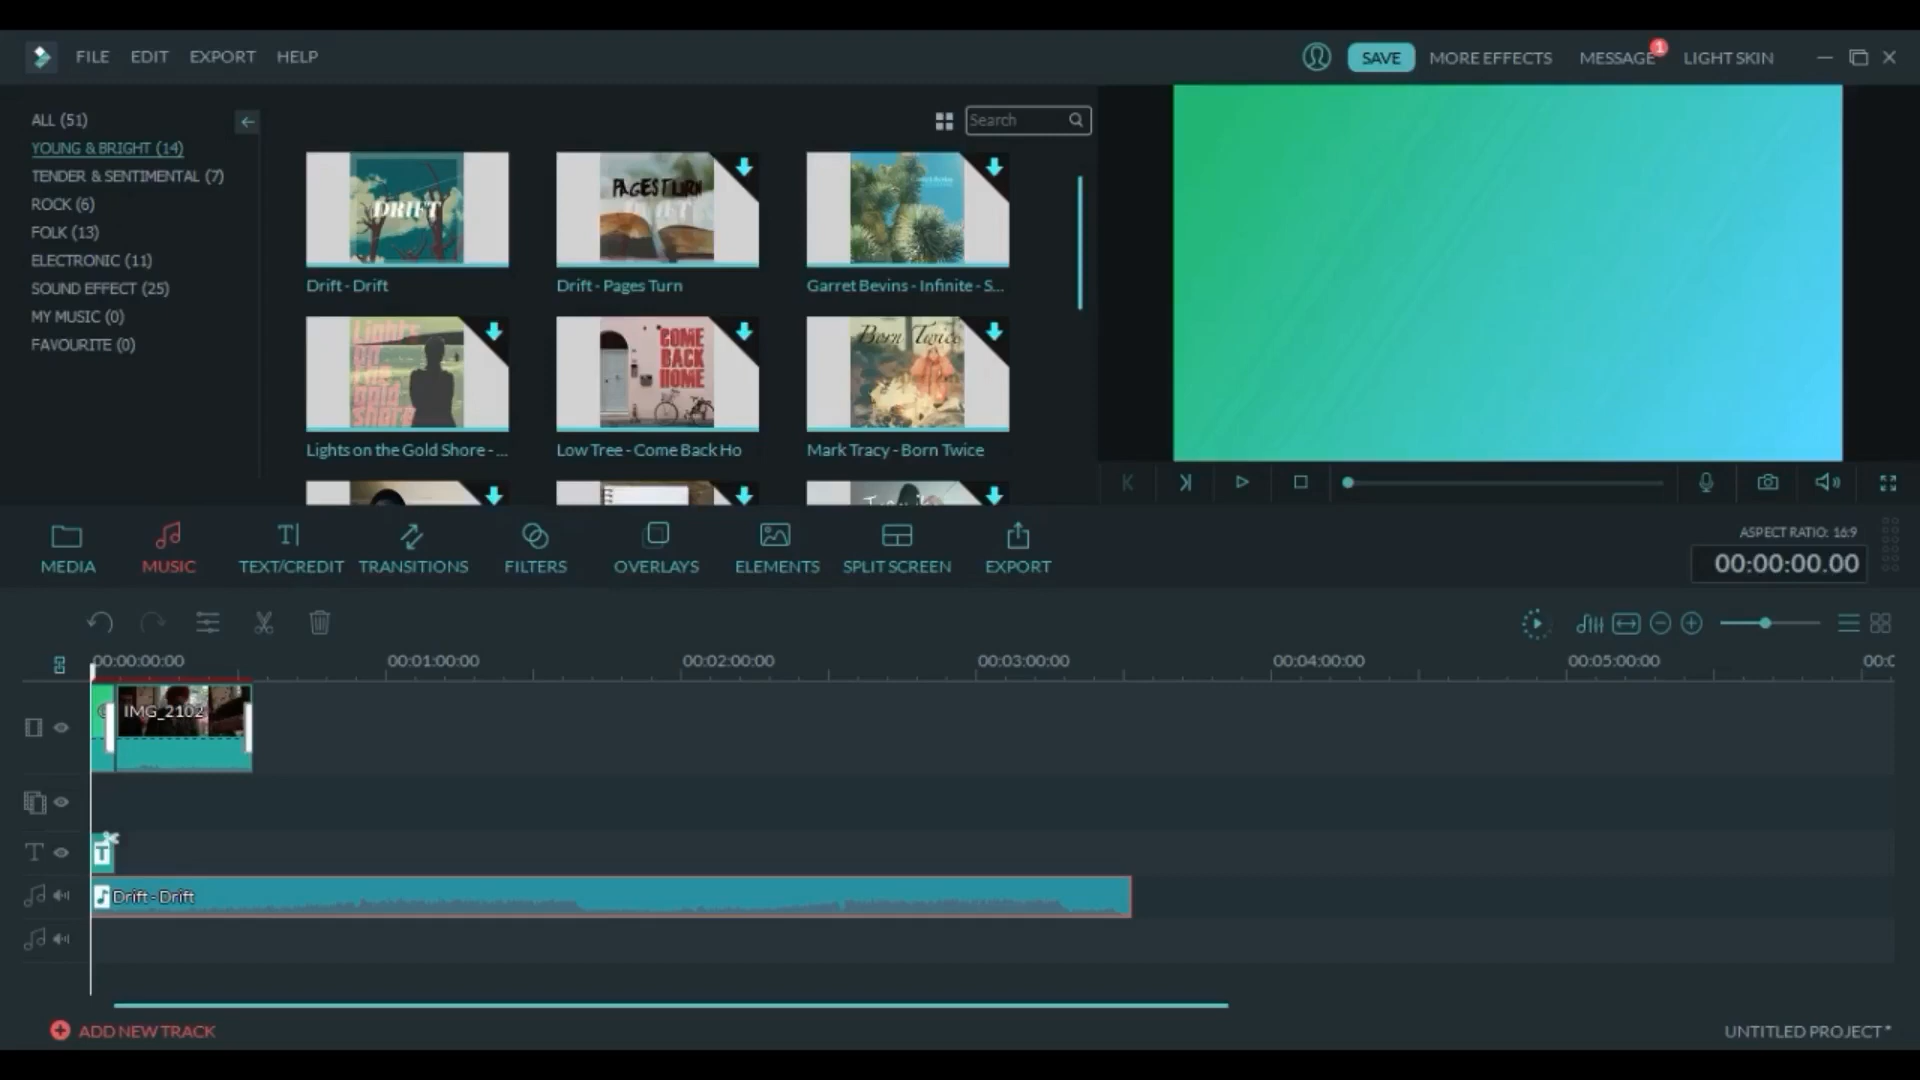 FILE EDIT EXPORT HELP
SAVE MORE EFFECTS MESSAGE 1 LIGHT SKIN
ALL (51)
YOUNG & BRIGHT (14)
TENDER & SENTIMENTAL (7)
ROCK (6)
FOLK (13)
ELECTRONIC (11)
SOUND EFFECT (25)
MY MUSIC (0)
FAVOURITE (0)
Search
DRIFT
PAGES TURN
Drift - Drift
Drift - Pages Turn
Garret Bevins - Infinite - S...
Lights on the Gold Shore
COME BACK HOME
Born Twice
Lights on the Gold Shore - ...
Low Tree - Come Back Ho
Mark Tracy - Born Twice
MEDIA MUSIC TEXT/CREDIT TRANSITIONS FILTERS OVERLAYS ELEMENTS SPLIT SCREEN EXPORT
ASPECT RATIO: 16:9
00:00:00.00
00:00:00:00 00:01:00:00 00:02:00:00 00:03:00:00 00:04:00:00 00:05:00:00
IMG_2102
T
T
Drift - Drift
ADD NEW TRACK
UNTITLED PROJECT *